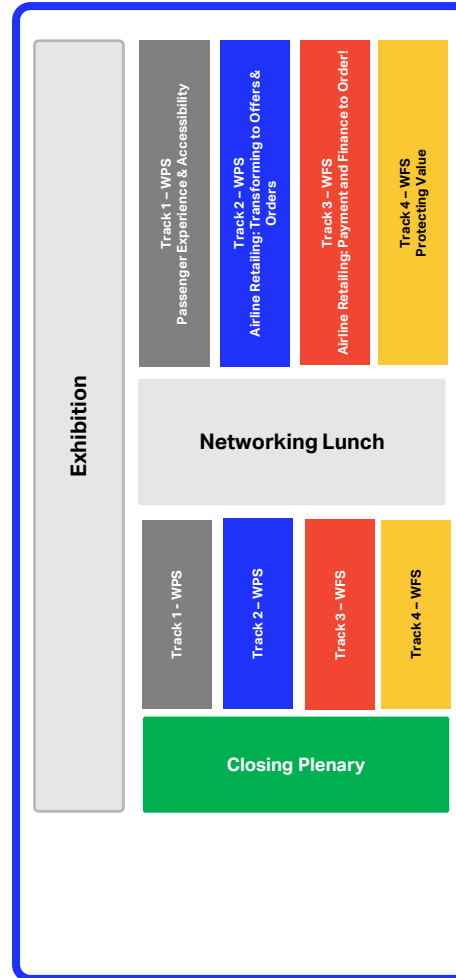 Exhibition
Track 1 – WPS
Passenger Experience & Accessibility
Track 2 – WPS
Airline Retailing: Transforming to Offers &
Orders
Track 3 – WFS
Airline Retailing: Payment and Finance to Order!
Track 4 – WFS
Protecting Value
Networking Lunch
Track 1 - WPS
Track 2 – WPS
Track 3 – WFS
Track 4 – WFS
Closing Plenary